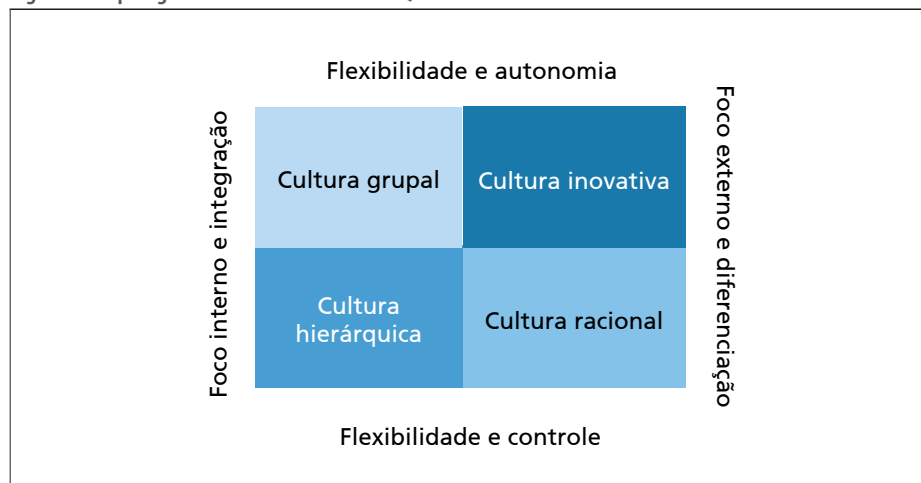 Flexibilidade e autonomia
Foco interno e integração
Cultura grupal
Cultura inovativa
Foco externo e diferenciação
Cultura
hierárquica
Cultura racional
Flexibilidade e controle